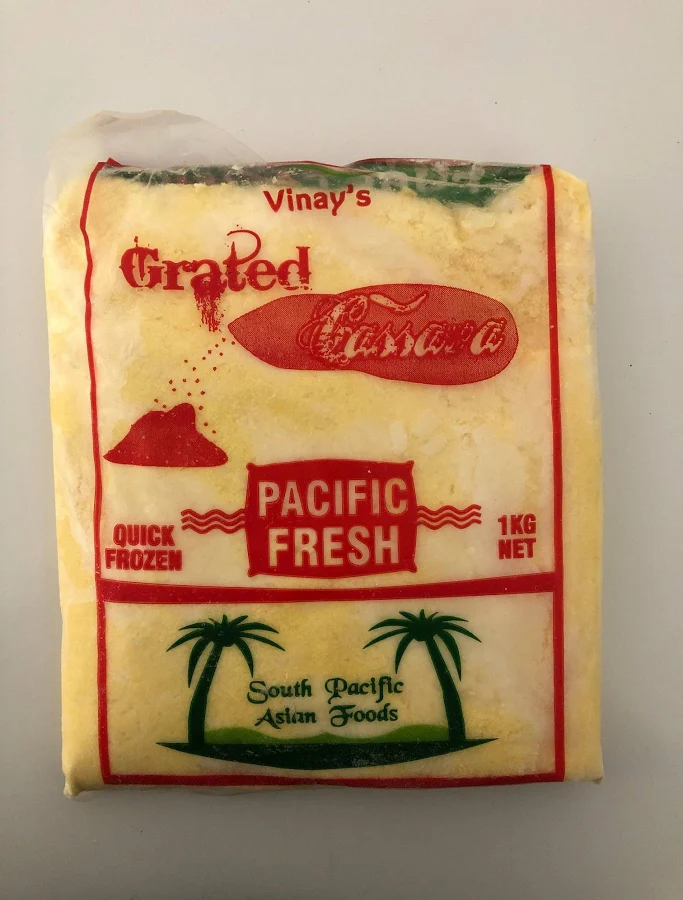 Vinay's
Grated
Cassava
PACIFIC
FRESH
QUICK
FROZEN
1KG
NET
South Pacific
Asian Foods